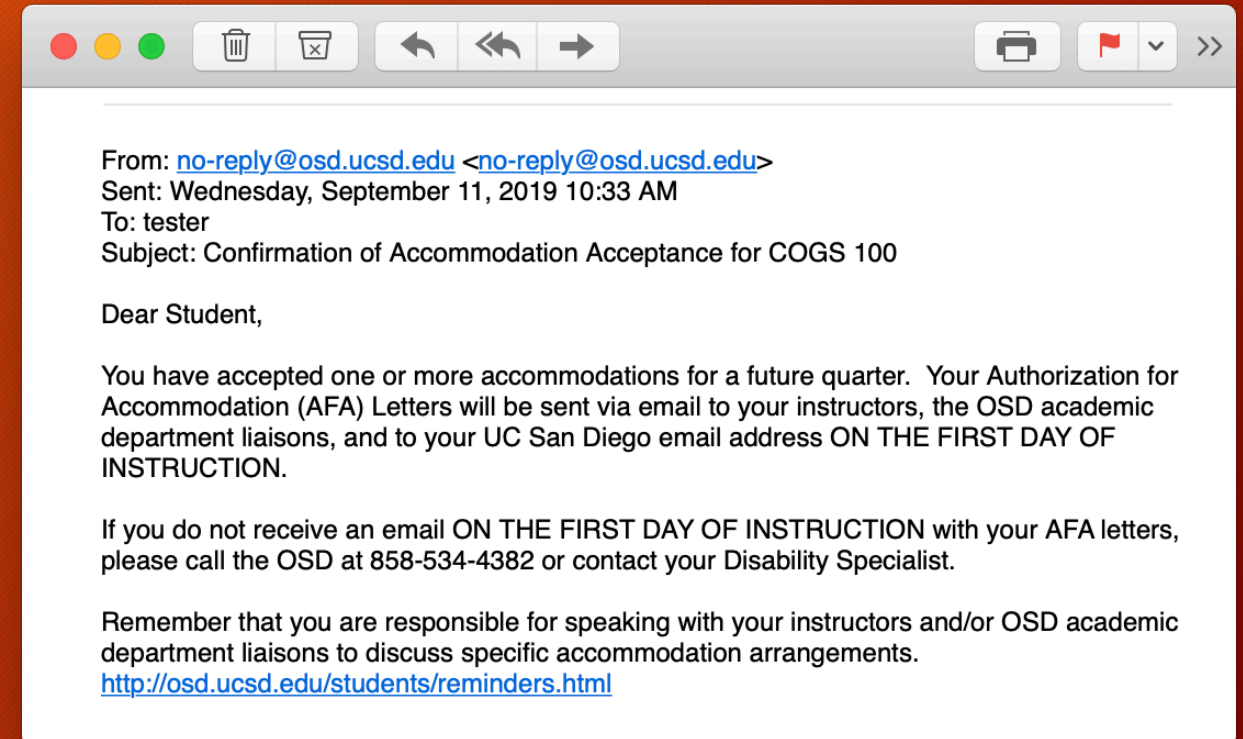 From: no-reply@osd.ucsd.edu <no-reply@osd.ucsd.edu>
Sent: Wednesday, September 11, 2019 10:33 AM
To: tester
Subject: Confirmation of Accommodation Acceptance for COGS 100
Dear Student,
You have accepted one or more accommodations for a future quarter.  Your Authorization for
Accommodation (AFA) Letters will be sent via email to your instructors, the OSD academic
department liaisons, and to your UC San Diego email address ON THE FIRST DAY OF
INSTRUCTION.
If you do not receive an email ON THE FIRST DAY OF INSTRUCTION with your AFA letters,
please call the OSD at 858-534-4382 or contact your Disability Specialist.
Remember that you are responsible for speaking with your instructors and/or OSD academic
department liaisons to discuss specific accommodation arrangements.
http://osd.ucsd.edu/students/reminders.html